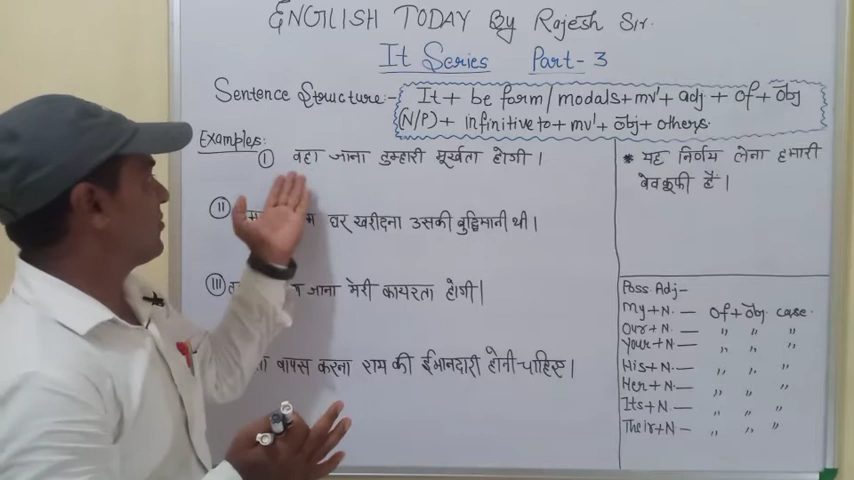 ENGLISH TODAY By Rajesh Sir.
It Series Part-3
Sentence Structure:- It + be form/modals+mv¹+adj+of+obj
(N/P)+ infinitive to+mv¹+obj+others.
Examples:
(I) वहा जाना तुम्हारी मूर्खता होगी।
(II) घर खरीदना उसकी बुद्धिमानी थी।
(III) जाना मेरी कायरता होगी|
वापस करना राम की ईमानदारी होनी-चाहिए।
* यह निर्णय लेना हमारी
बेवकूफी है।
Poss. Adj-
My+N. — of+obj case.
Our+N. — " " "
Your+N — " " "
His+N — " " "
Her+N — " " "
Its+N — " " "
Their+N — " " "